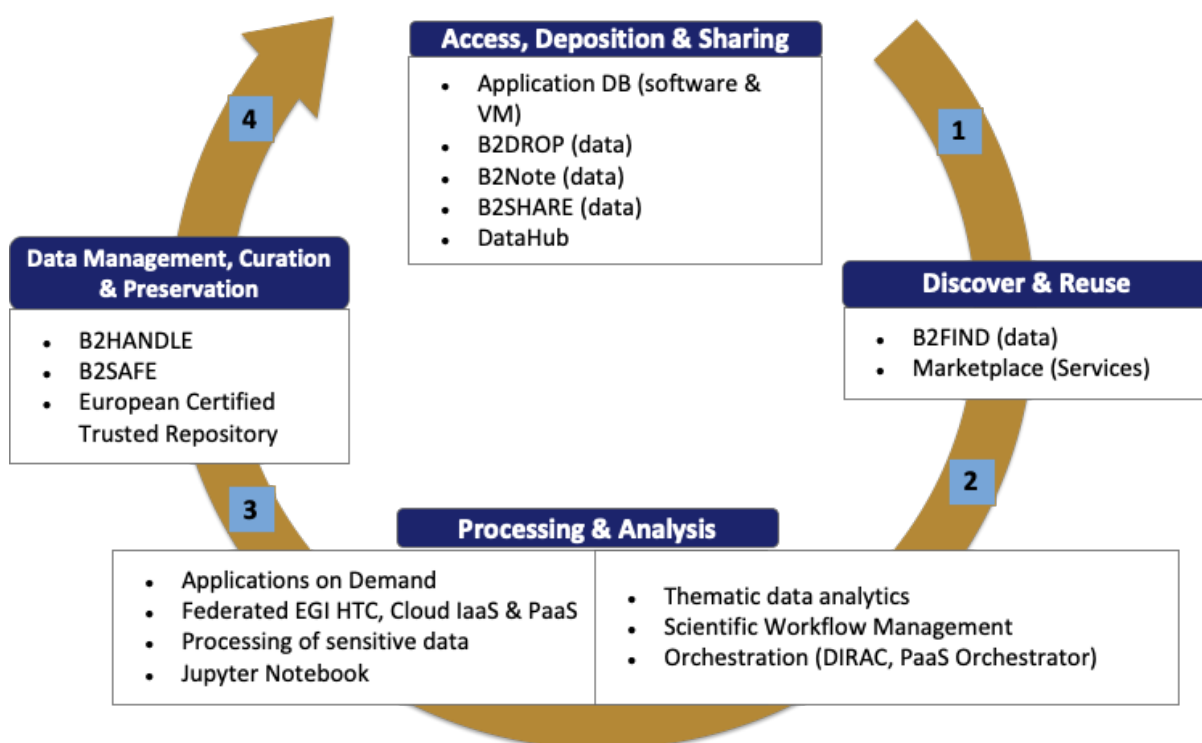 Access, Deposition & Sharing
• Application DB (software &
VM)
• B2DROP (data)
• B2Note (data)
• B2SHARE (data)
• DataHub
1
Discover & Reuse
• B2FIND (data)
• Marketplace (Services)
2
Processing & Analysis
• Applications on Demand
• Federated EGI HTC, Cloud IaaS & PaaS
• Processing of sensitive data
• Jupyter Notebook
• Thematic data analytics
• Scientific Workflow Management
• Orchestration (DIRAC, PaaS Orchestrator)
3
Data Management, Curation
& Preservation
• B2HANDLE
• B2SAFE
• European Certified
Trusted Repository
4